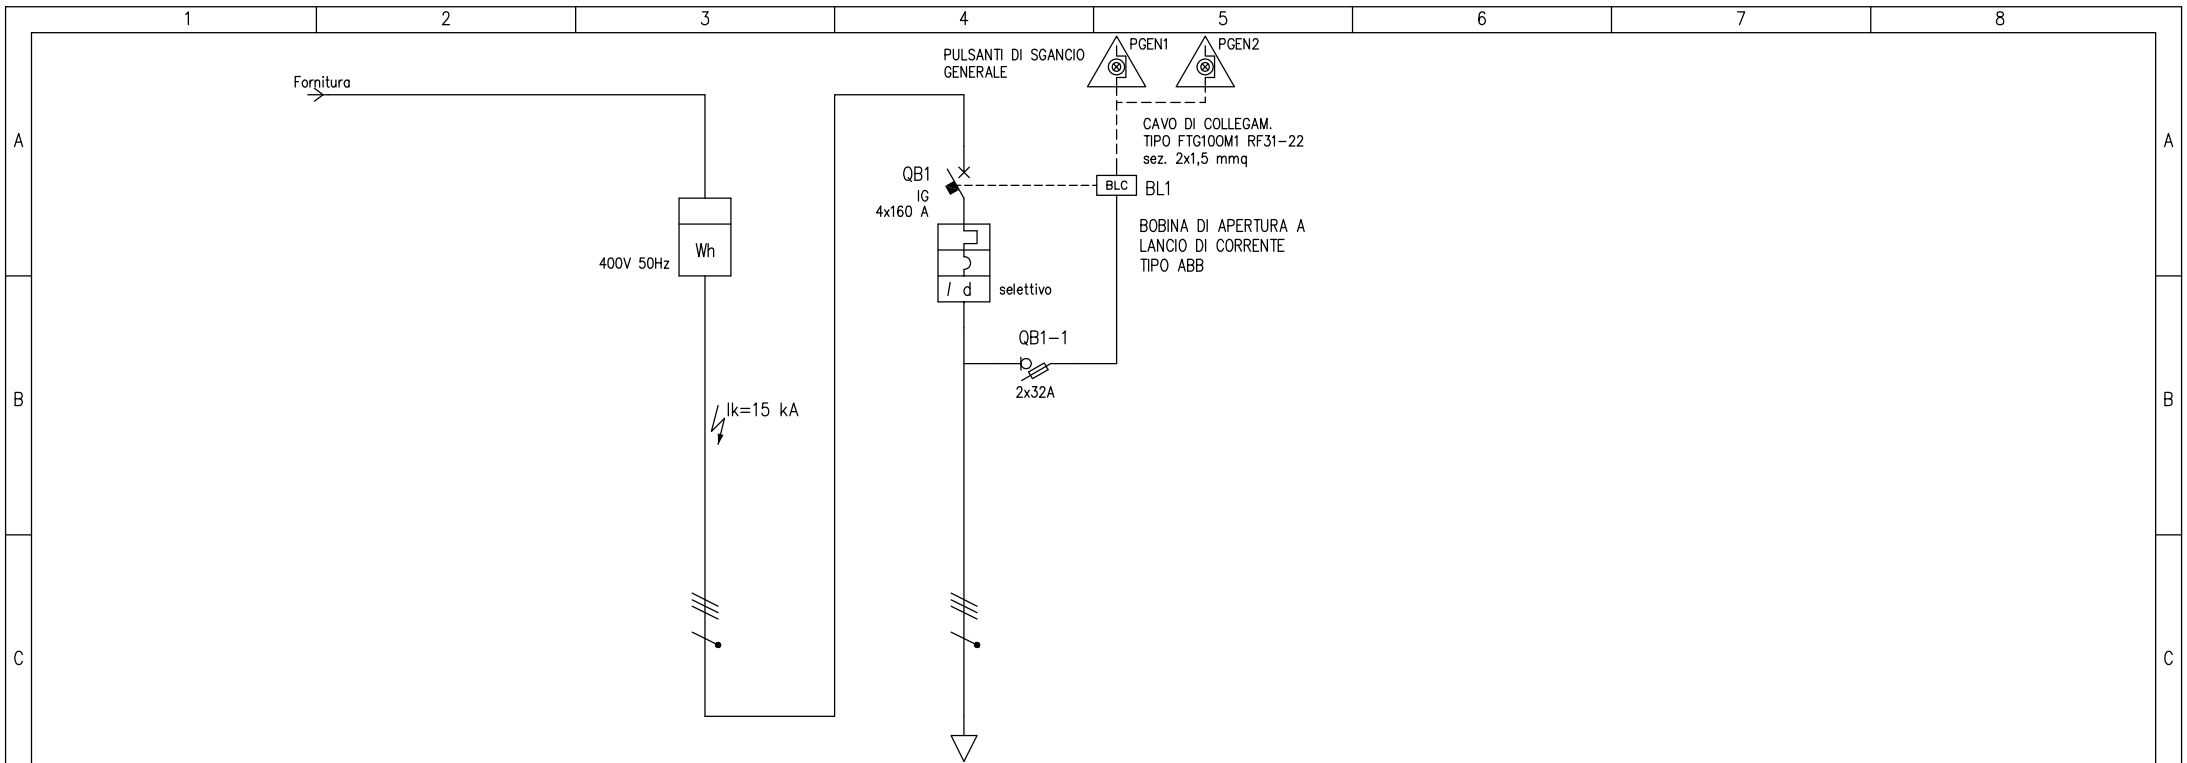 1 2 3 4 5 6 7 8
PULSANTI DI SGANCIO
GENERALE
PGEN1
PGEN2
Fornitura
A
A
CAVO DI COLLEGAM.
TIPO FTG10OM1 RF31-22
sez. 2x1,5 mmq
QB1
IG
4x160 A
BLC
BL1
BOBINA DI APERTURA A
LANCIO DI CORRENTE
TIPO ABB
Wh
400V 50Hz
I d
selettivo
QB1-1
2x32A
B
B
Ik=15 kA
C
C